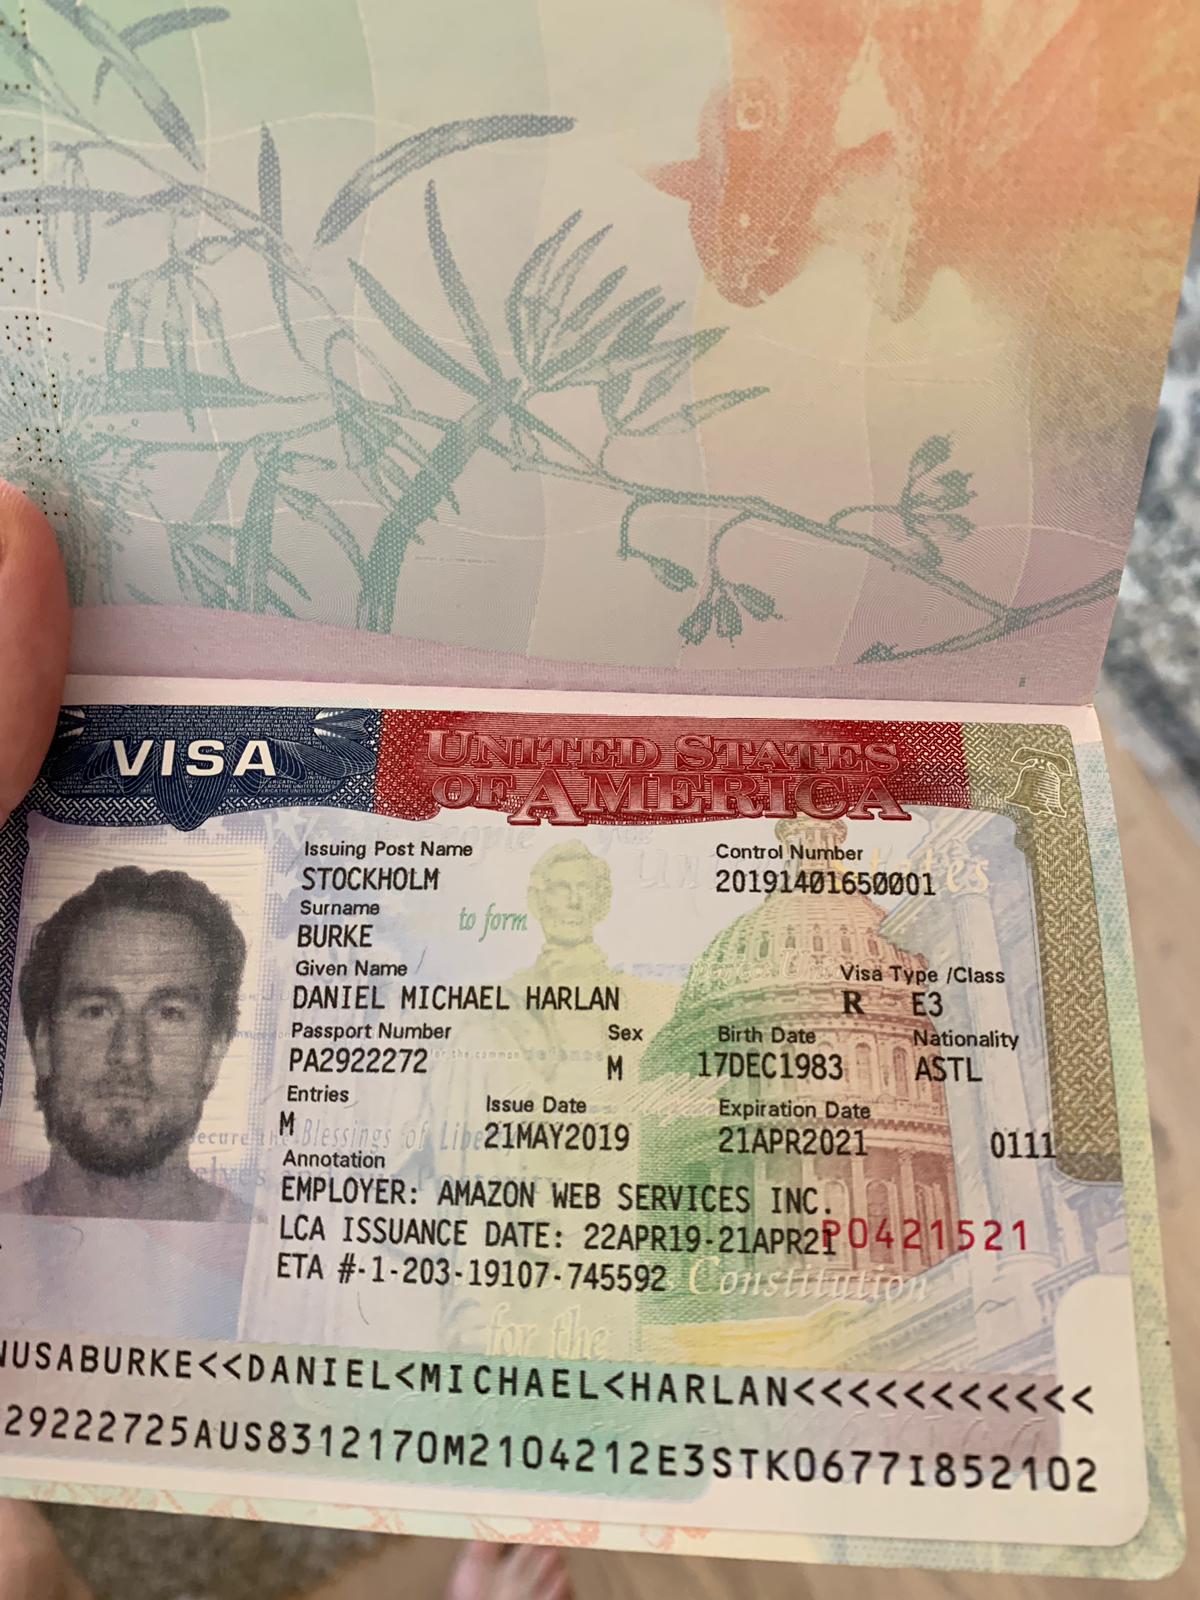 VISA UNITED STATES
OF AMERICA
Issuing Post Name Control Number
STOCKHOLM 20191401650001
Surname
BURKE to form
Given Name Visa Type /Class
DANIEL MICHAEL HARLAN R E3
Passport Number Sex Birth Date Nationality
PA2922272 M 17DEC1983 ASTL
Entries Issue Date Expiration Date
M 21MAY2019 21APR2021 0111
Blessings of
Annotation
EMPLOYER: AMAZON WEB SERVICES INC.
LCA ISSUANCE DATE: 22APR19-21APR21 P0421521
ETA #-1-203-19107-745592 Constitution
for the
NUSABURKE<<DANIEL<MICHAEL<HARLAN<<<<<<<<<<<
29222725AUS8312170M2104212E3STK0677I852102